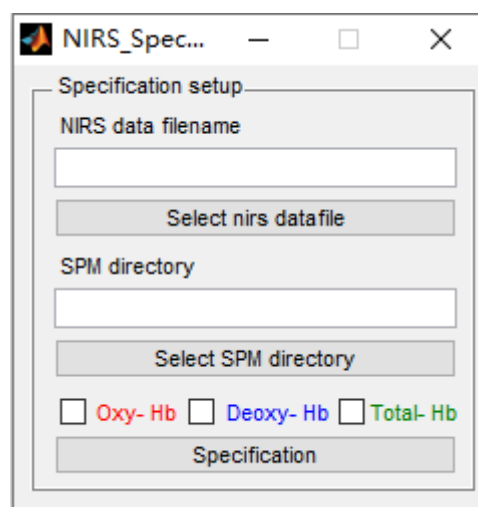 NIRS_Spec...
Specification setup
NIRS data filename
Select nirs datafile
SPM directory
Select SPM directory
Oxy- Hb Deoxy- Hb Total- Hb
Specification